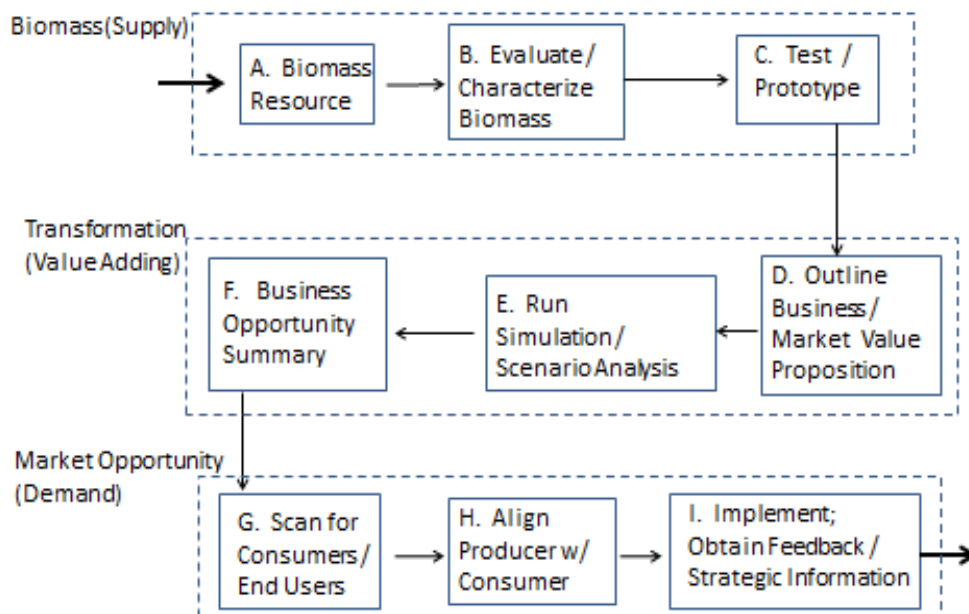 Biomass(Supply)
A. Biomass
Resource
B. Evaluate/
Characterize
Biomass
C. Test /
Prototype
Transformation
(Value Adding)
F. Business
Opportunity
Summary
E. Run
Simulation/
Scenario Analysis
D. Outline
Business/
Market Value
Proposition
Market Opportunity
(Demand)
G. Scan for
Consumers/
End Users
H. Align
Producer w/
Consumer
I. Implement;
Obtain Feedback /
Strategic Information